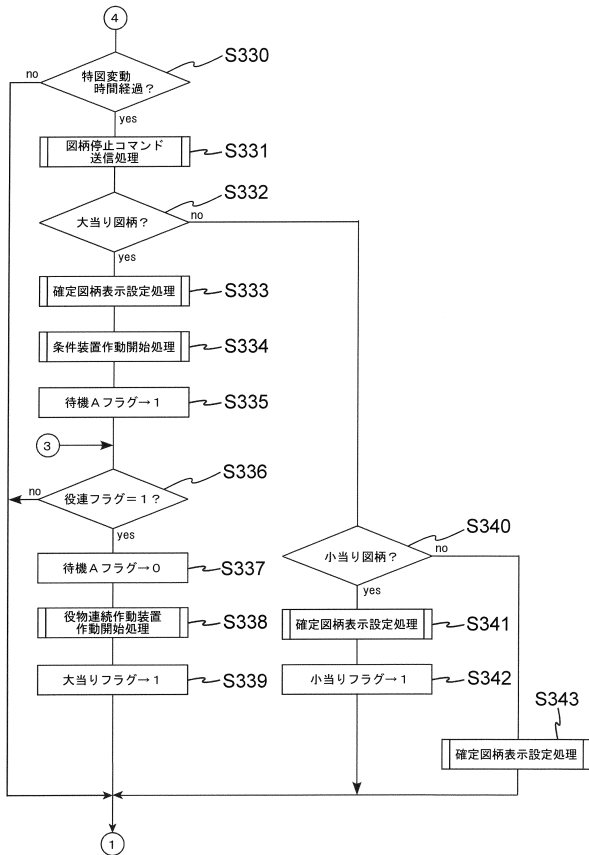 4
特図変動
時間経過？
S330
no
yes
図柄停止コマンド
送信処理
S331
大当り図柄？
S332
no
yes
確定図柄表示設定処理
S333
条件装置作動開始処理
S334
待機Aフラグ→1
S335
3
役連フラグ＝1？
S336
no
yes
待機Aフラグ→0
S337
役物連続作動装置
作動開始処理
S338
大当りフラグ→1
S339
小当り図柄？
S340
no
yes
確定図柄表示設定処理
S341
小当りフラグ→1
S342
S343
確定図柄表示設定処理
1